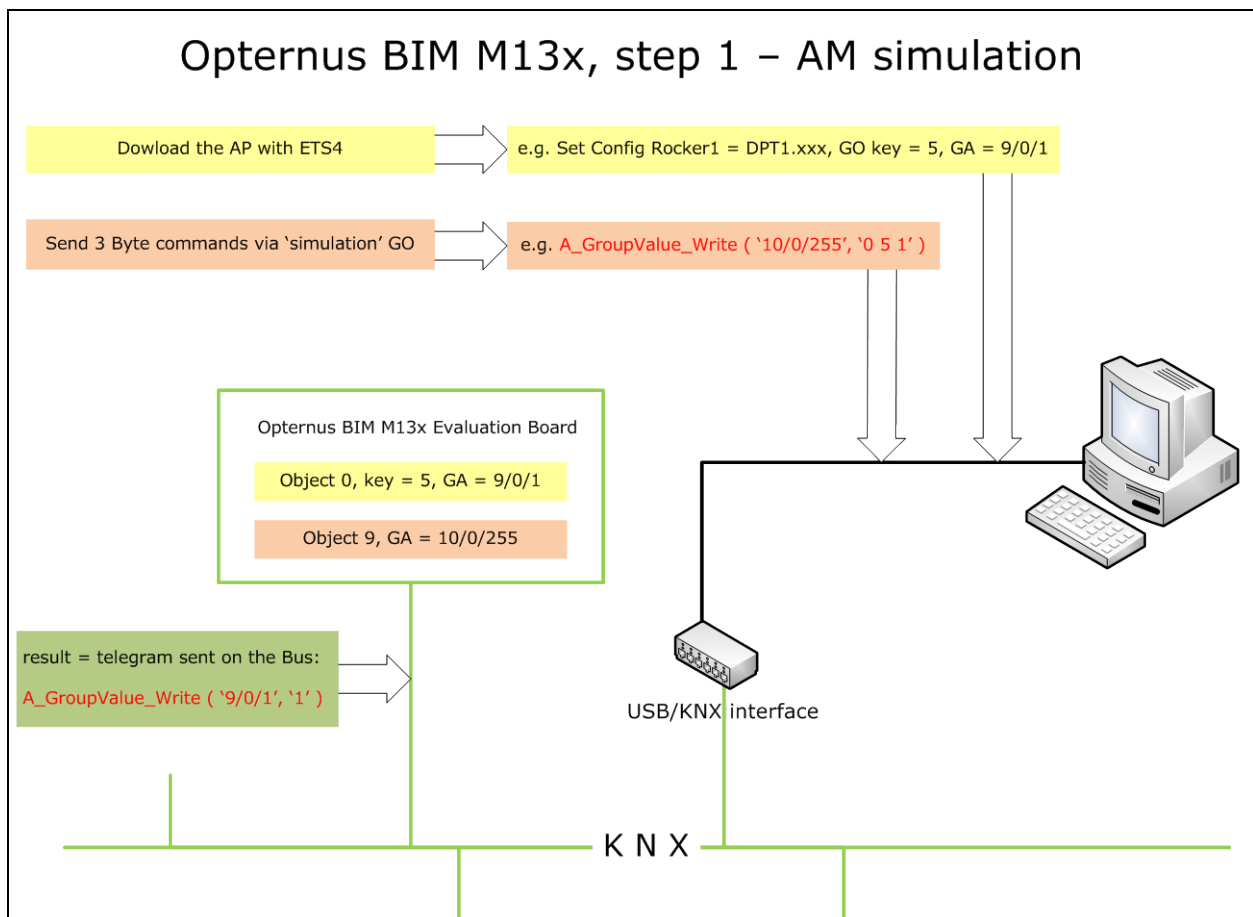 Opternus BIM M13x, step 1 – AM simulation
Dowload the AP with ETS4
e.g. Set Config Rocker1 = DPT1.xxx, GO key = 5, GA = 9/0/1
Send 3 Byte commands via ‘simulation’ GO
e.g. A_GroupValue_Write ( ‘10/0/255’, ‘0 5 1’ )
Opternus BIM M13x Evaluation Board
Object 0, key = 5, GA = 9/0/1
Object 9, GA = 10/0/255
result = telegram sent on the Bus:
A_GroupValue_Write ( ‘9/0/1’, ‘1’ )
USB/KNX interface
K N X